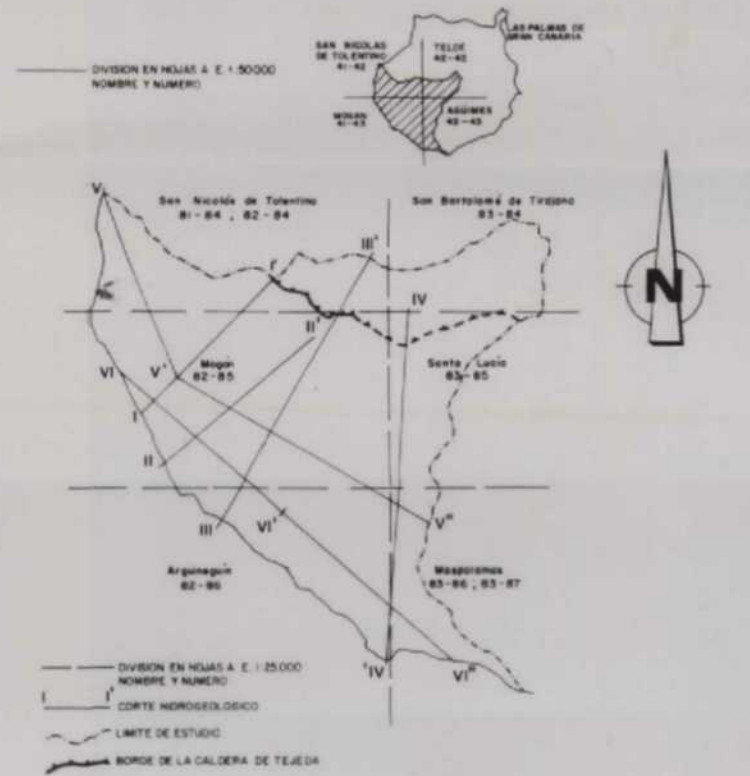 LAS PALMAS DE
GRAN CANARIA
SAN NICOLAS
DE TOLENTINO
41-42
TELDE
42-42
DIVISION EN HOJAS A E. 1:50.000
NOMBRE Y NUMERO
MOGAN
41-43
AGÜIMES
42-43
V
San Nicolás de Tolentino
81-84 , 82-84
San Bartolomé de Tirajana
83-84
III'
I'
N
IV
II'
Mogán
82-85
Santa Lucía
83-85
VI
V'
I
II
III
VI'
V"
Arguineguín
82-86
Maspalomas
83-86 ; 83-87
'IV
VI"
DIVISION EN HOJAS A E. 1:25.000
NOMBRE Y NUMERO
I I'
CORTE HIDROGEOLOGICO
LIMITE DE ESTUDIO
BORDE DE LA CALDERA DE TEJEDA